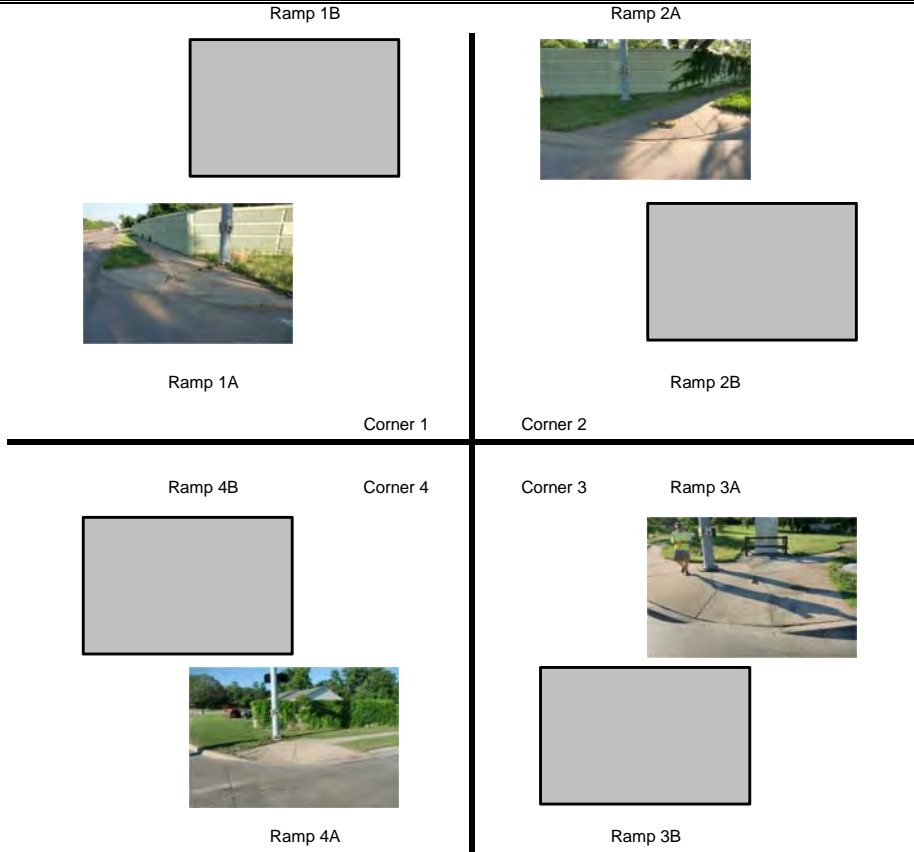 Ramp 1B
Ramp 2A
Ramp 1A
Ramp 2B
Corner 1
Corner 2
Ramp 4B
Corner 4
Corner 3
Ramp 3A
Ramp 4A
Ramp 3B